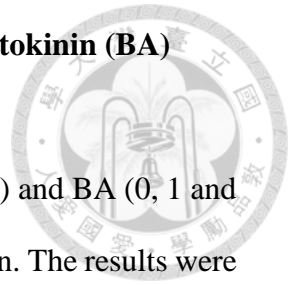 tokinin (BA)
) and BA (0, 1 and
n. The results were